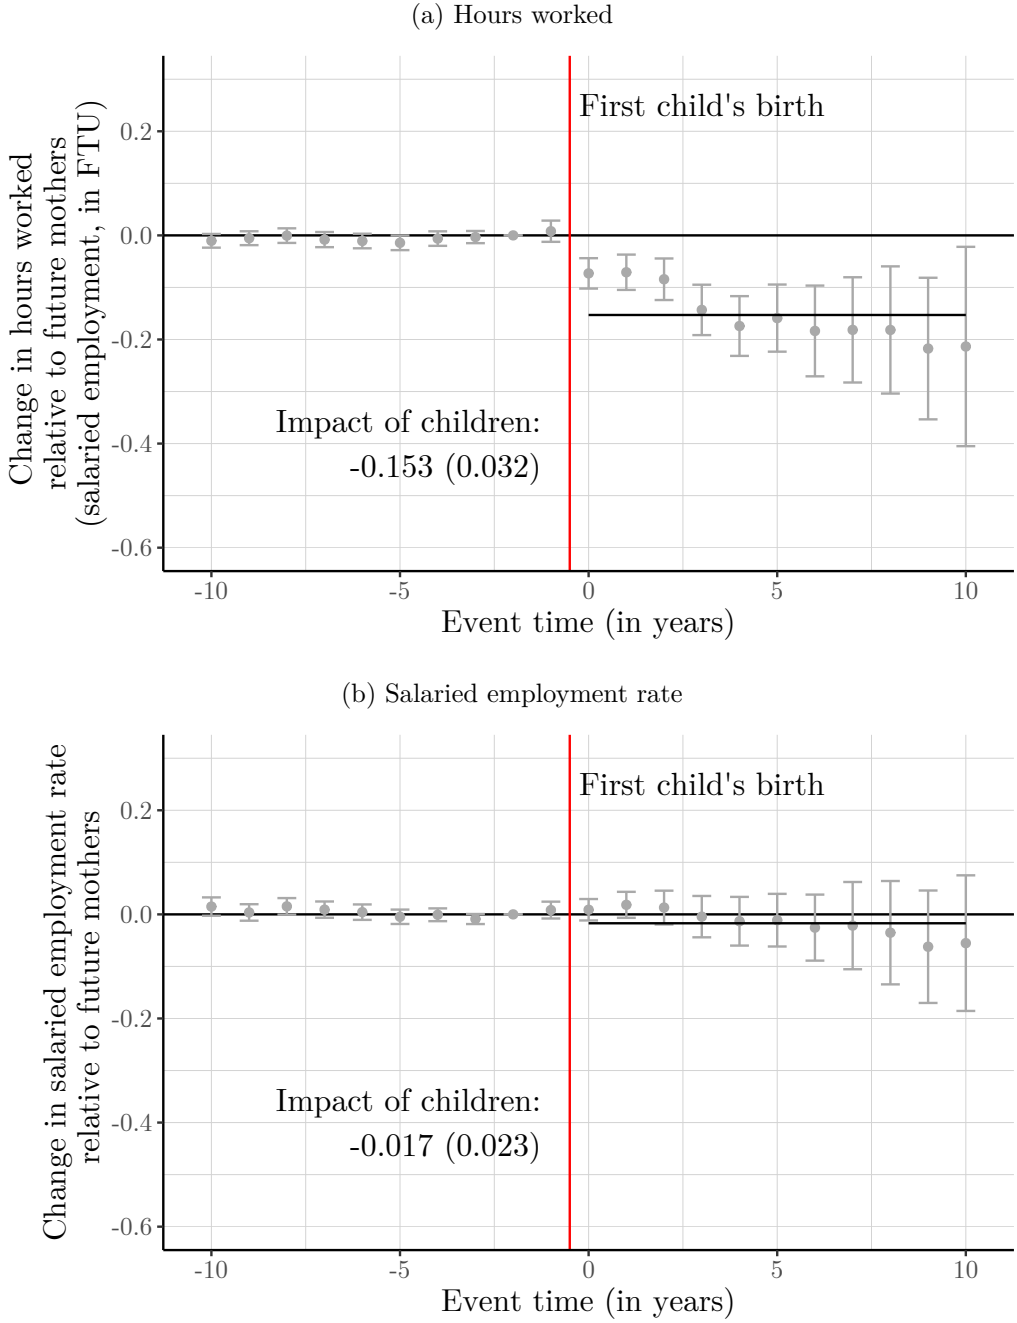 (a) Hours worked
Change in hours worked
relative to future mothers
(salaried employment, in FTU)
0.2
0.0
-0.2
-0.4
-0.6
First child's birth
Impact of children:
-0.153 (0.032)
-10
-5
0
5
10
Event time (in years)
(b) Salaried employment rate
Change in salaried employment rate
relative to future mothers
0.2
0.0
-0.2
-0.4
-0.6
First child's birth
Impact of children:
-0.017 (0.023)
-10
-5
0
5
10
Event time (in years)